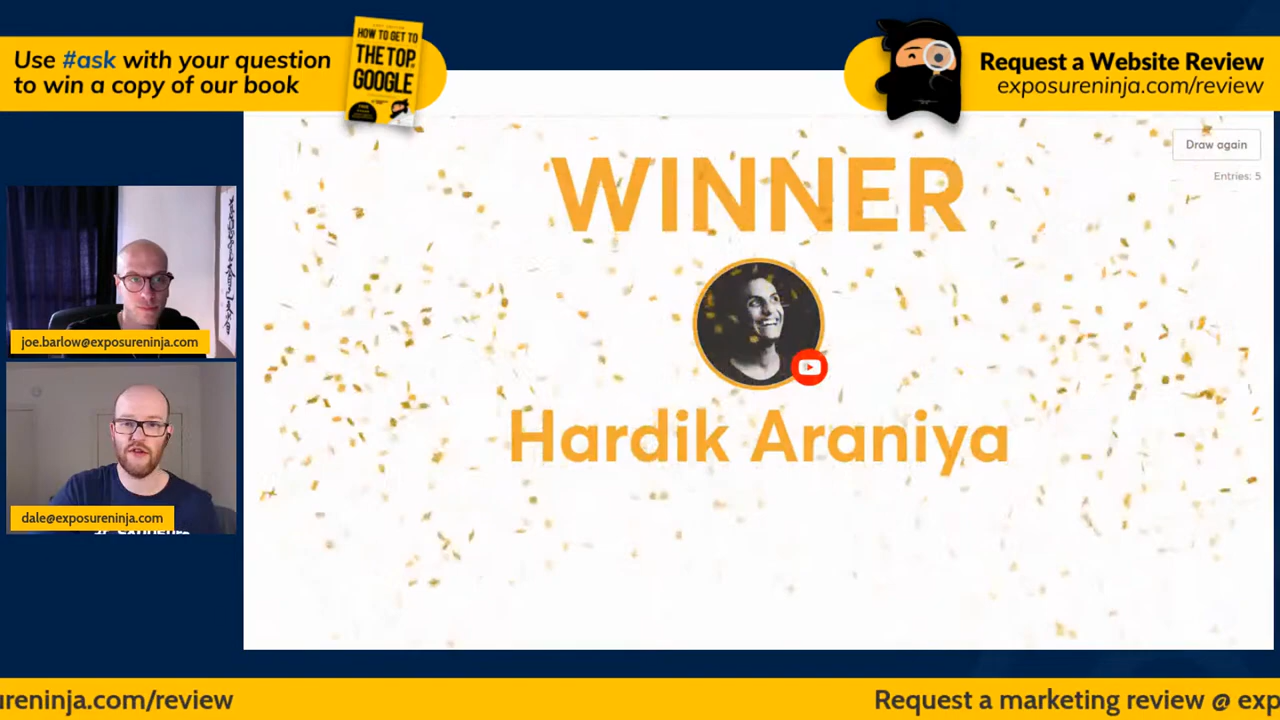 Use #ask with your question
to win a copy of our book
HOW TO GET TO
THE TOP
GOOGLE
Request a Website Review
exposureninja.com/review
Draw again
Entries: 5
WINNER
Hardik Araniya
joe.barlow@exposureninja.com
dale@exposureninja.com
ureninja.com/review
Request a marketing review @ exp